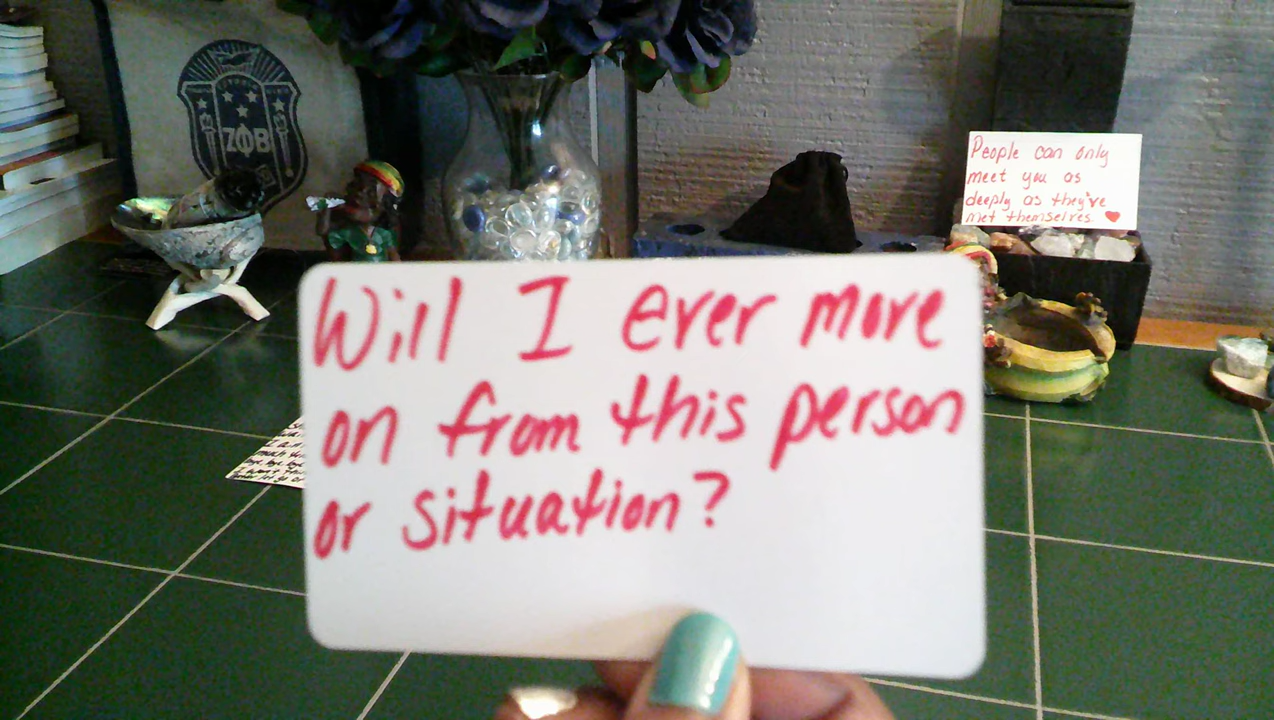 ΖΦΒ
People can only
meet you as
deeply as they've
met themselves ♥
Will I ever move
on from this person
or situation?